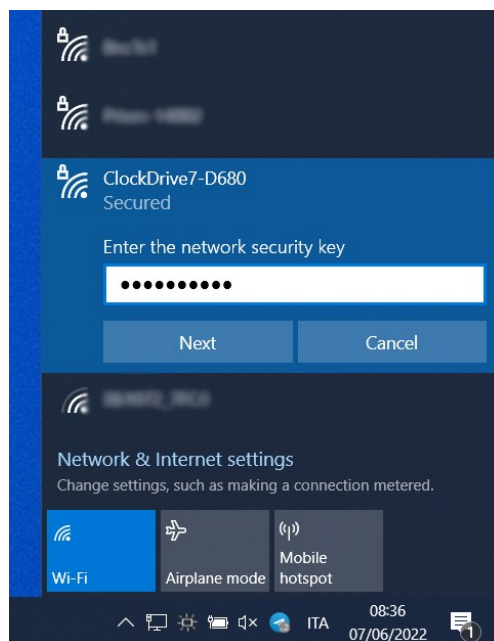 ClockDrive7-D680
Secured
Enter the network security key
●●●●●●●●●●
Next Cancel
Network & Internet settings
Change settings, such as making a connection metered.
Wi-Fi
Airplane mode
Mobile
hotspot
ITA
08:36
07/06/2022
1